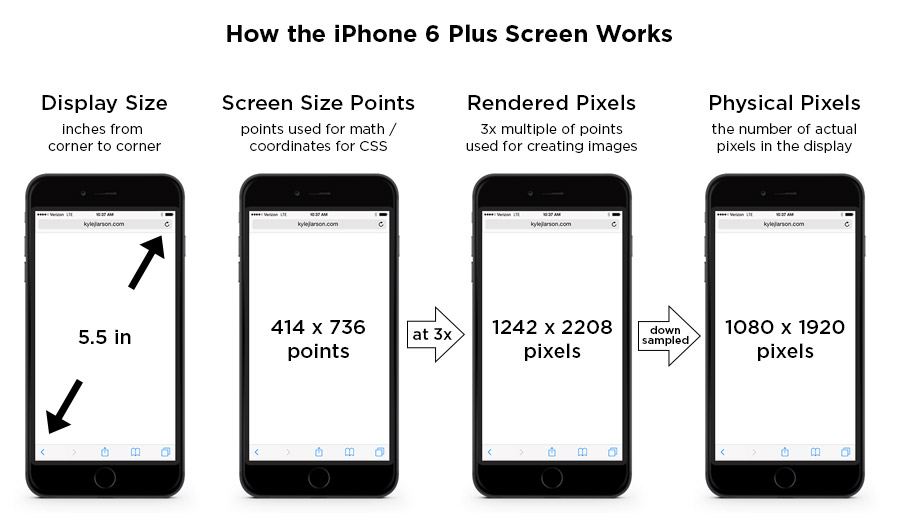 How the iPhone 6 Plus Screen Works
Display Size
inches from
corner to corner
Screen Size Points
points used for math /
coordinates for CSS
Rendered Pixels
3x multiple of points
used for creating images
Physical Pixels
the number of actual
pixels in the display
Verizon LTE 10:37 AM
kylejlarson.com
5.5 in
Verizon LTE 10:37 AM
kylejlarson.com
414 x 736
points
at 3x
Verizon LTE 10:37 AM
kylejlarson.com
1242 x 2208
pixels
down
sampled
Verizon LTE 10:37 AM
kylejlarson.com
1080 x 1920
pixels